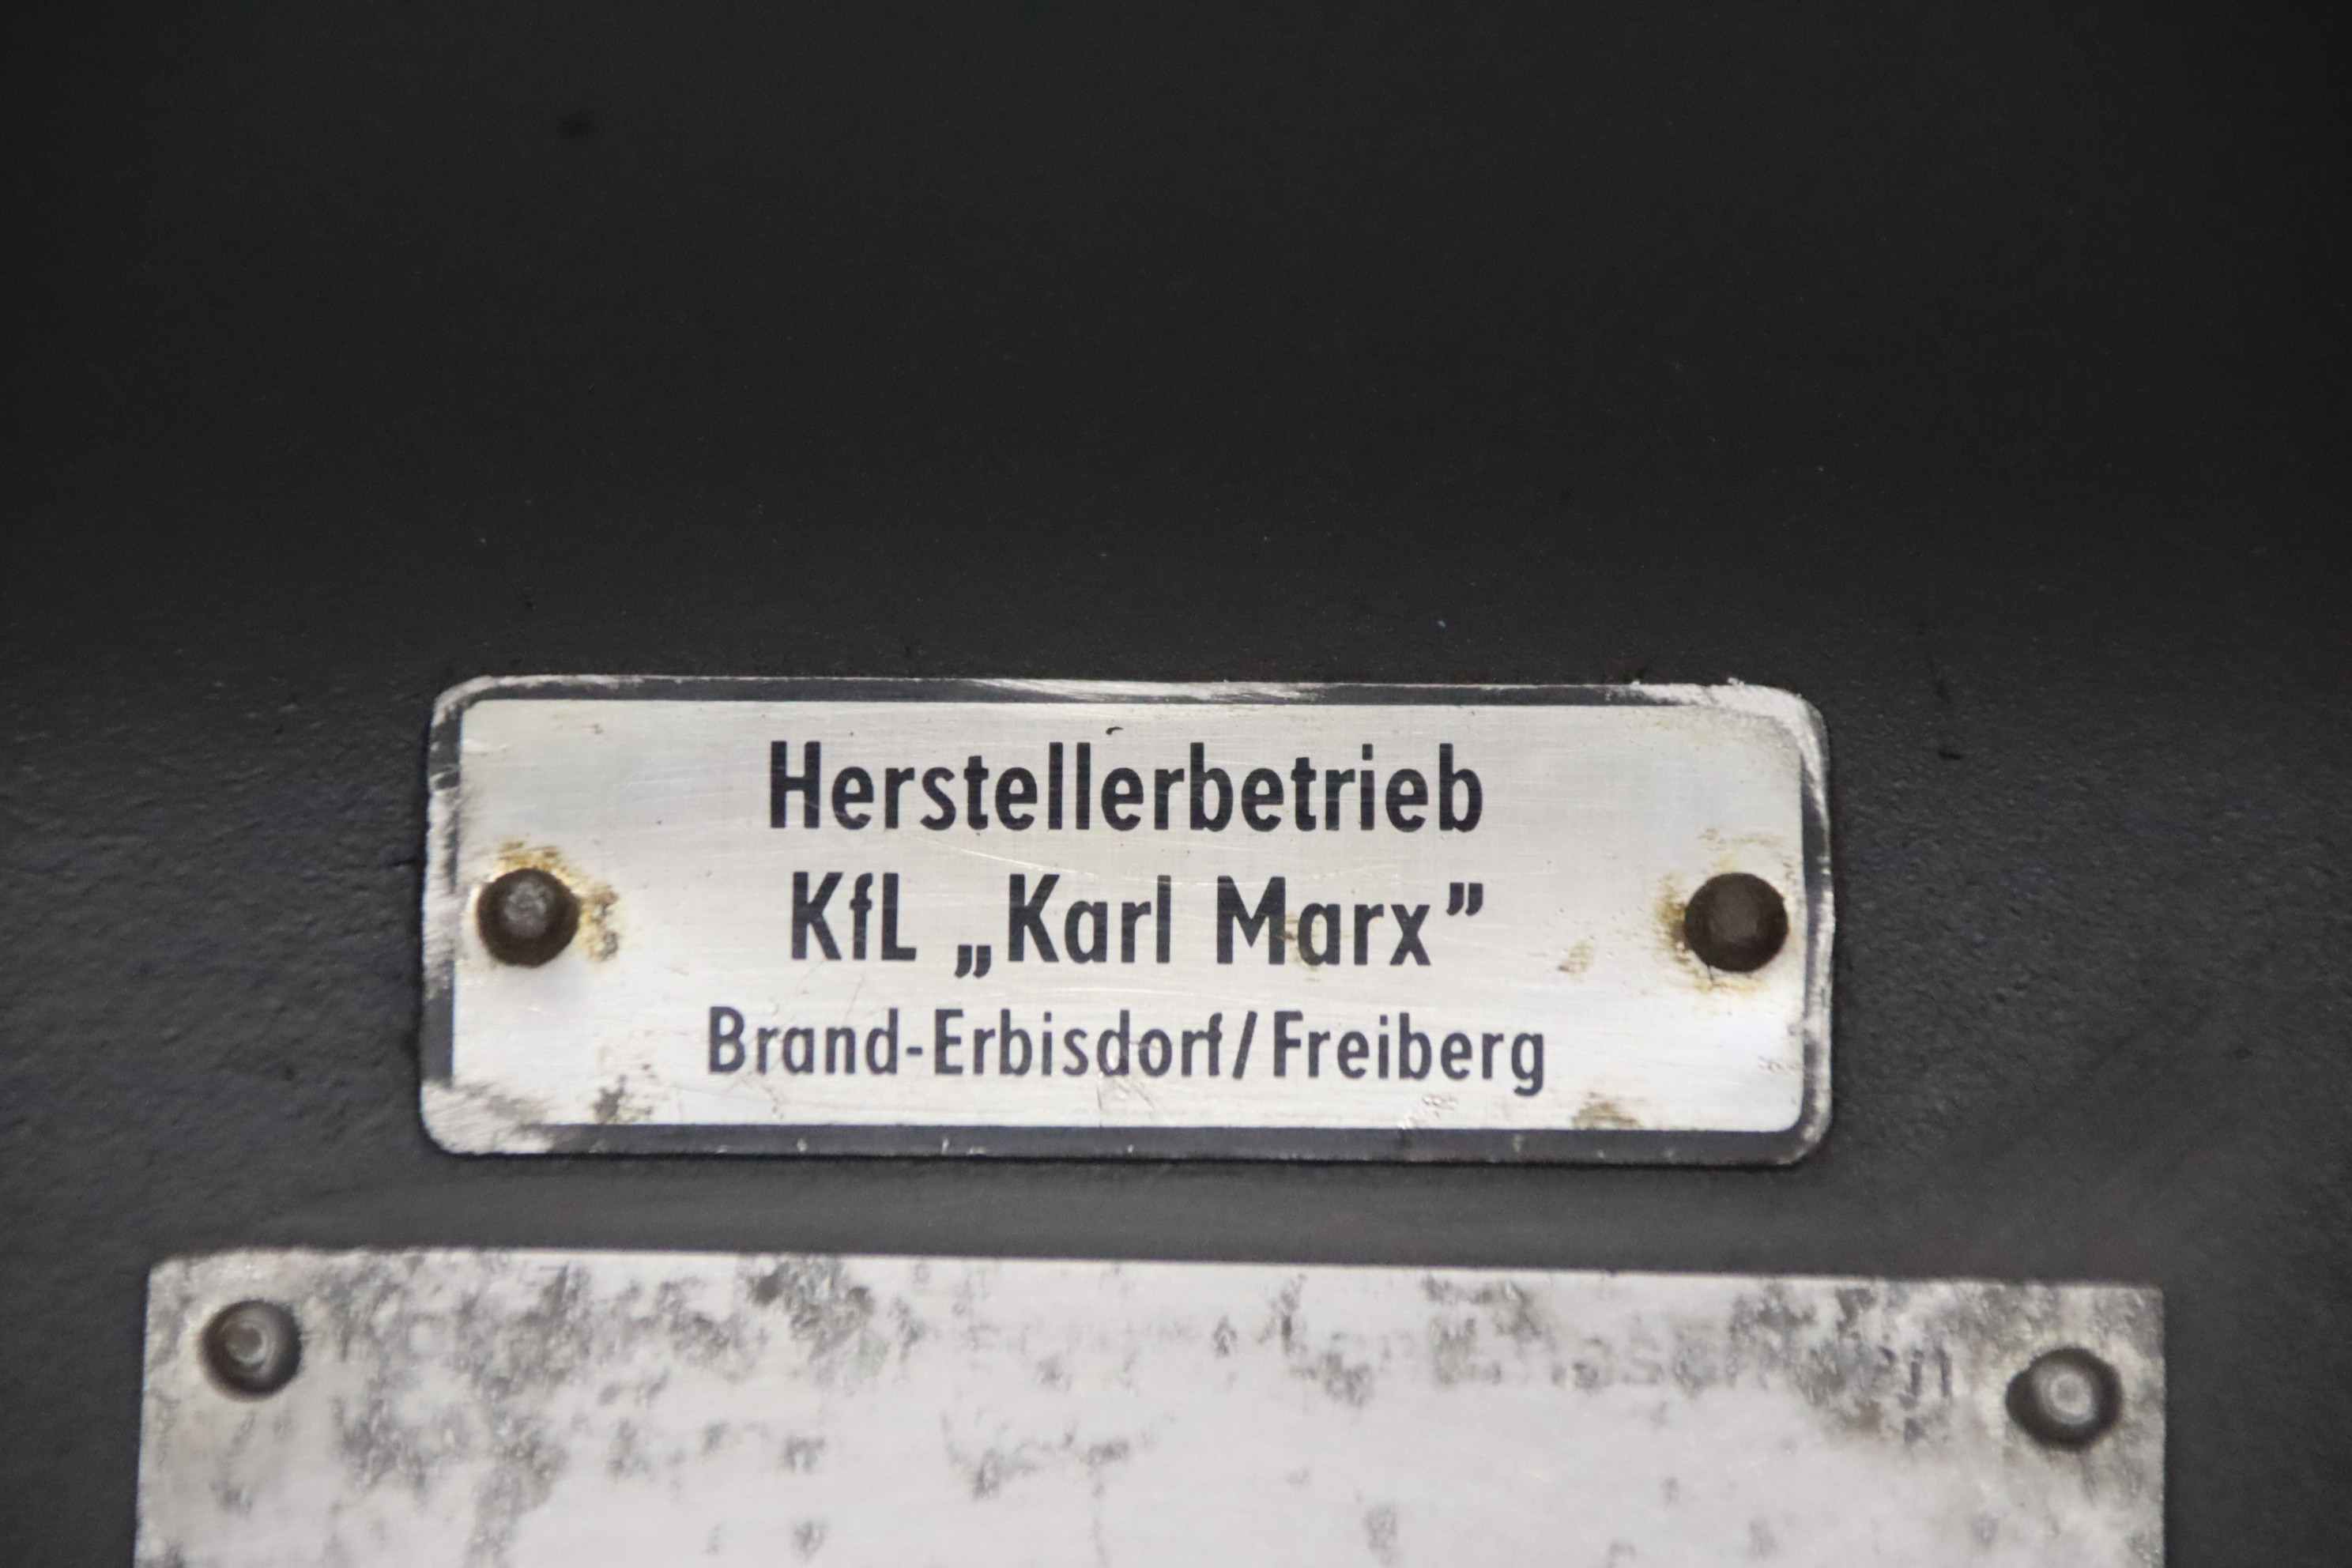 Herstellerbetrieb
KfL „Karl Marx”
Brand-Erbisdorf/Freiberg